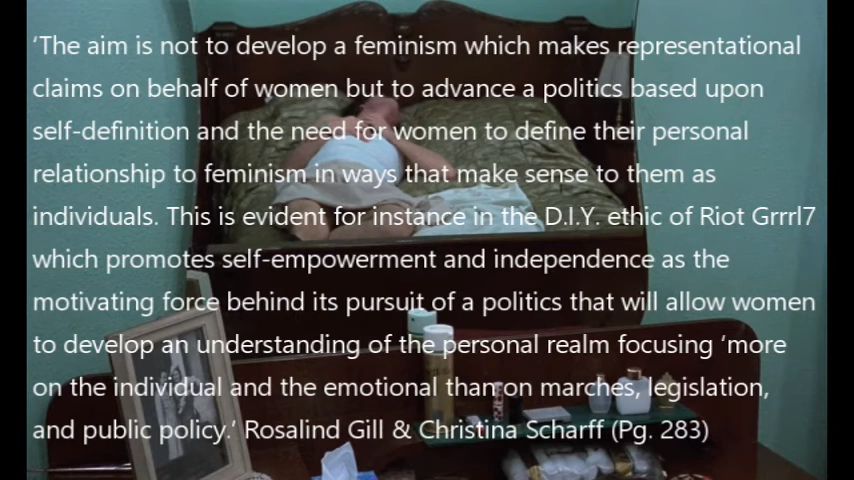 ‘The aim is not to develop a feminism which makes representational
claims on behalf of women but to advance a politics based upon
self-definition and the need for women to define their personal
relationship to feminism in ways that make sense to them as
individuals. This is evident for instance in the D.I.Y. ethic of Riot Grrrl7
which promotes self-empowerment and independence as the
motivating force behind its pursuit of a politics that will allow women
to develop an understanding of the personal realm focusing ‘more
on the individual and the emotional than on marches, legislation,
and public policy.’ Rosalind Gill & Christina Scharff (Pg. 283)